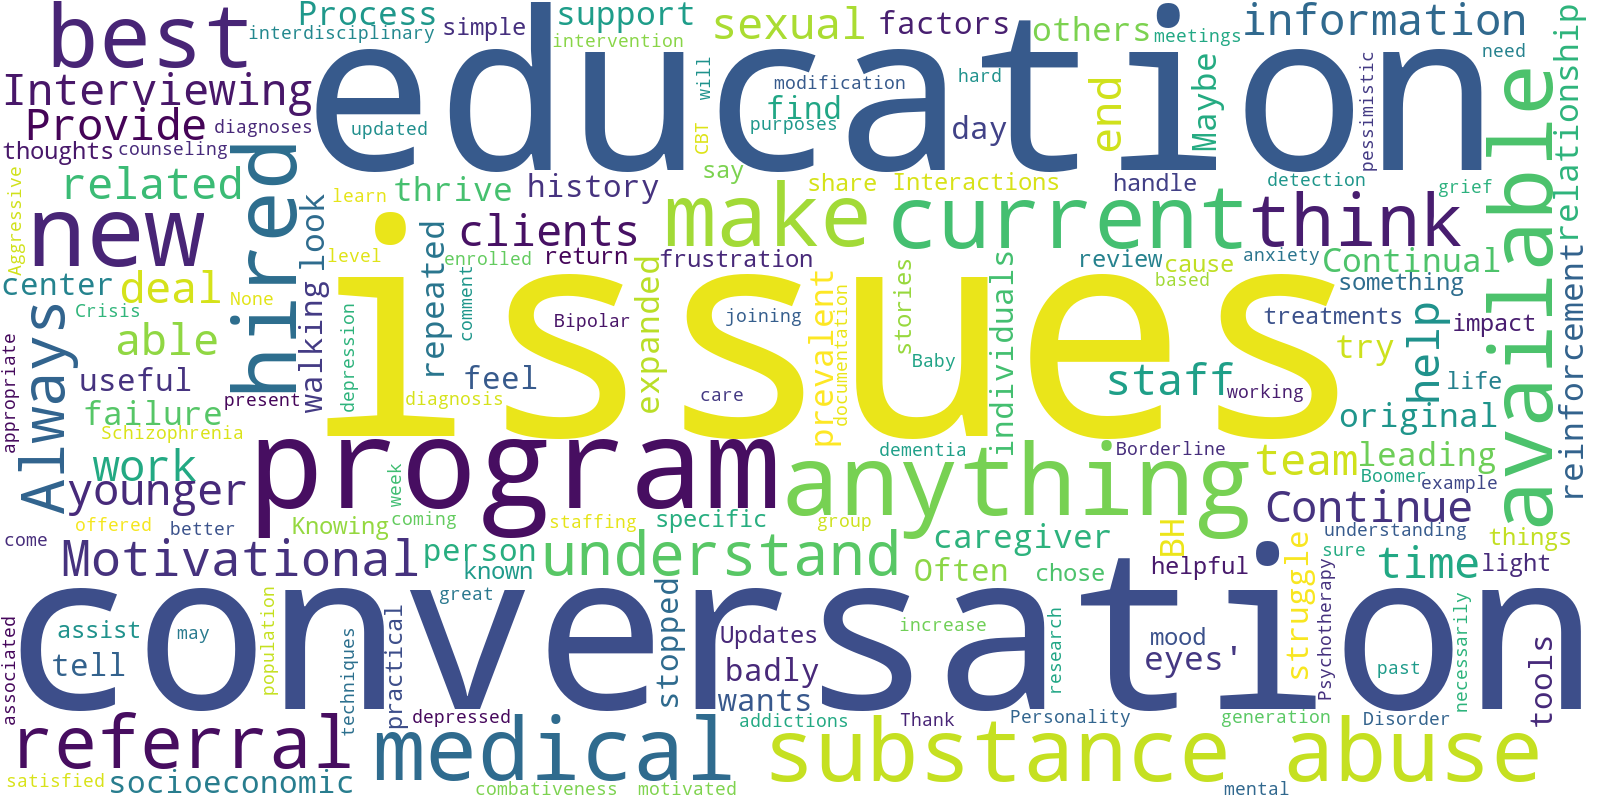 best
Process
interdisciplinary
simple
support
intervention
sexual
factors
others
meetings
information
need
relationship
Interviewing
education
will
modification
hard
Maybe
pessimistic
available
Provide
diagnoses
updated
find
purposes
day
end
CBT
thoughts
counseling
related
hired
learn
thrive
history
say
share
Interactions
handle
detection
grief
Aggressive
new
walking look
repeated
clients
make
current
think
level
enrolled
return
frustration
review
cause
anxiety
Continual
center
deal
None
issues
comment
expanded
prevalent
documentation
stories
individuals
based
something
reinforcement
Always
Crisis
able
depression
Bipolar
joining
treatments
try
help
impact
appropriate
useful
present
feel
diagnosis
care
Baby
staff
working
life
failure
original
Schizophrenia
work
program
anything
dementia
Borderline
team
leading
Boomer
example
younger
week
Continue
offered
better
Knowing
coming
staffing
specific
group
caregiver
BH
understanding
things
come
Motivational
person
known
understand
Often
chose
helpful
struggle
sure
time
light
conversation
great
stopped
associated
assist
may
population
tell
techniques
practical
Updates
increase
research
mood
eyes'
Psychotherapy
past
necessarily
tools
badly
wants
depressed
addictions
Thank
Personality
generation
Disorder
referral
medical
substance abuse
satisfied
socioeconomic
combativeness
motivated
mental